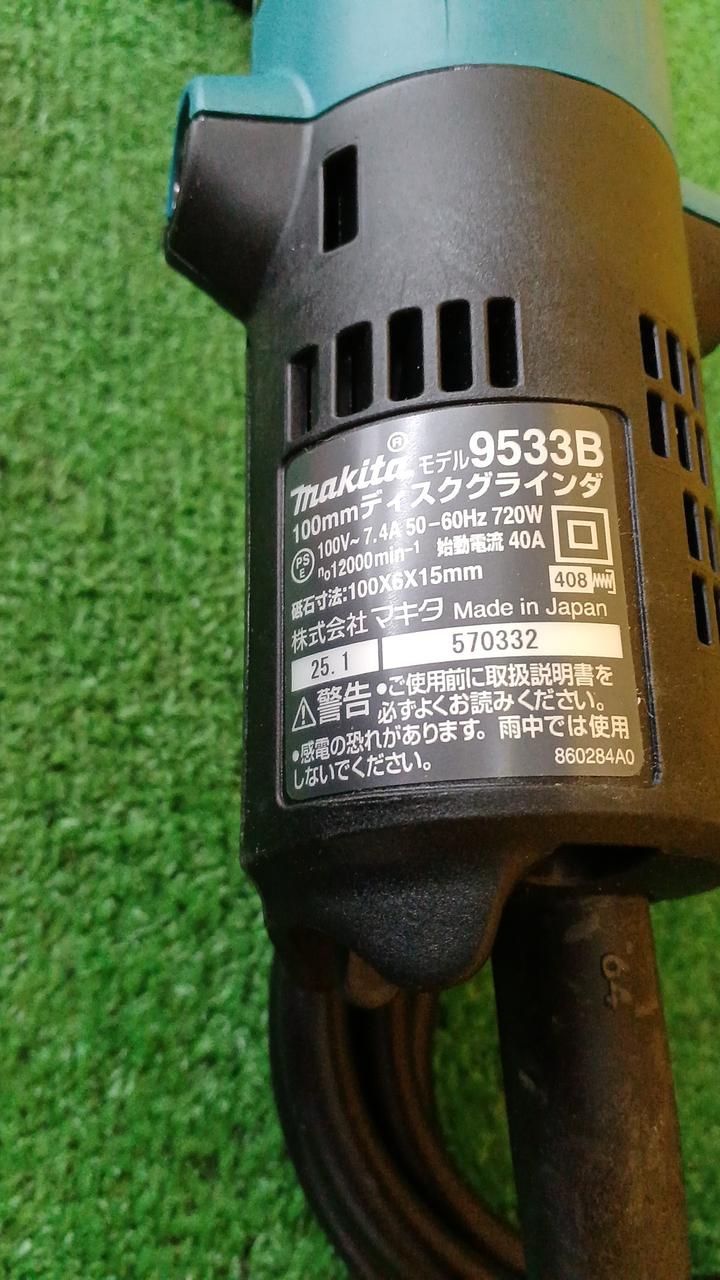 makita® モデル9533B
100mmディスクグラインダ
PSE 100V~ 7.4A 50-60Hz 720W
n₀12000min⁻¹ 始動電流 40A
砥石寸法:100X6X15mm 408
株式会社マキタ Made in Japan
25.1 570332
⚠警告 •ご使用前に取扱説明書を
必ずよくお読みください。
•感電の恐れがあります。雨中では使用
しないでください。 860284A0
64